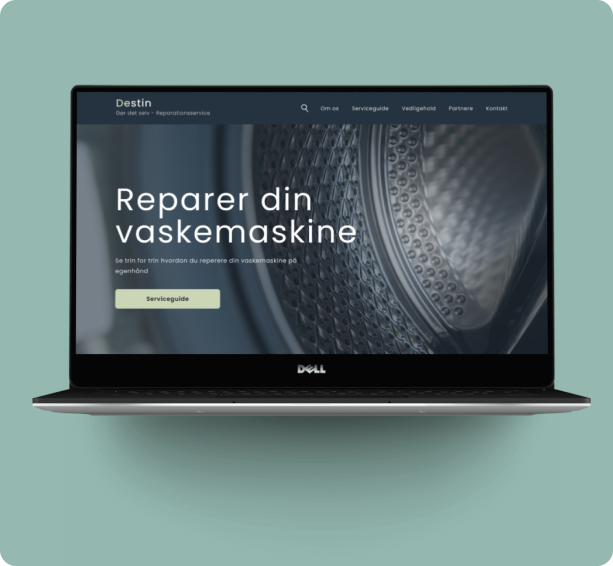 Destin
Gør det selv - Reparationsservice
Om os
Serviceguide
Vedligehold
Partnere
Kontakt
Reparer din
vaskemaskine
Se trin for trin hvordan du reperere din vaskemaskine på
egenhånd
Serviceguide
DELL